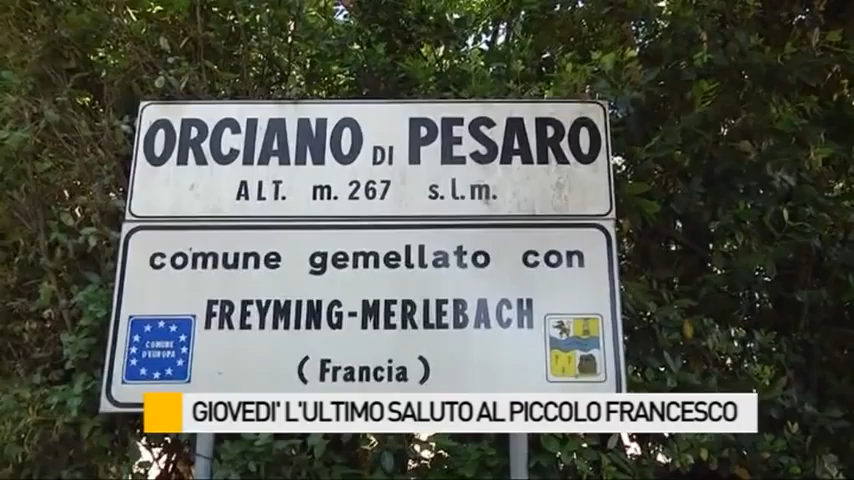 ORCIANO DI PESARO
ALT. m. 267 s.l.m.
comune gemellato con
FREYMING-MERLEBACH
COMUNE
D'EUROPA
(Francia)
GIOVEDI' L'ULTIMO SALUTO AL PICCOLO FRANCESCO